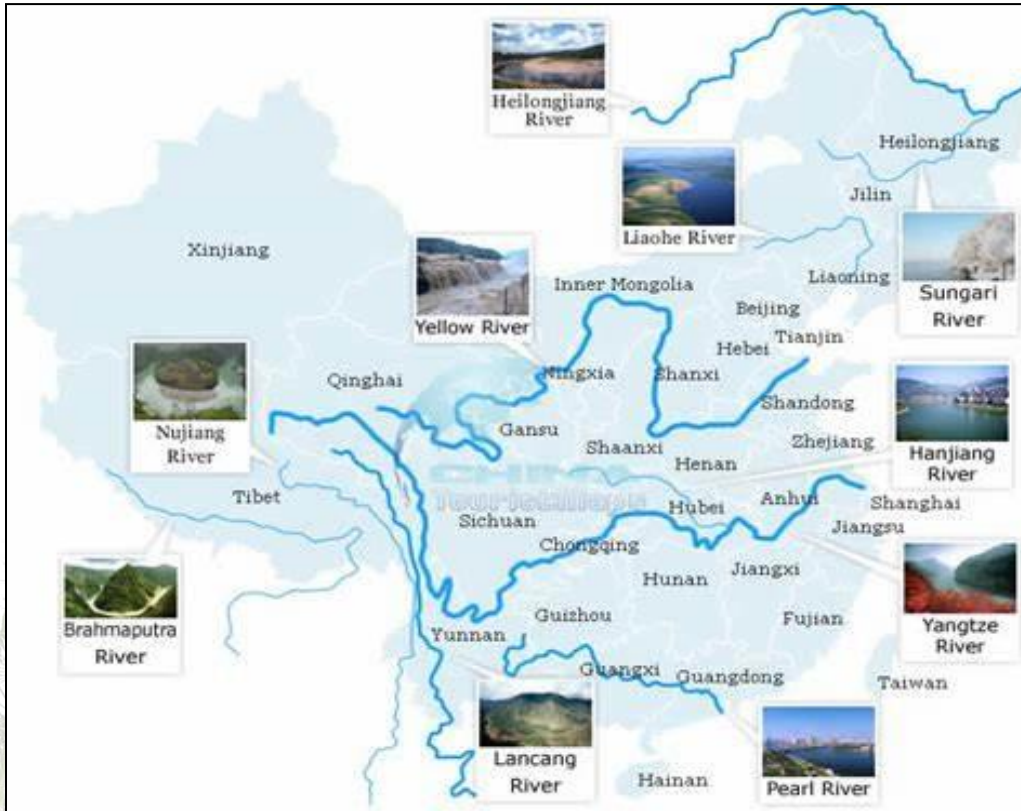 Heilongjiang
River
Heilongjiang
Jilin
Liaohe River
Xinjiang
Liaoning
Inner Mongolia
Sungari
River
Beijing
Yellow River
Tianjin
Hebei
Qinghai
Ningxia
Shanxi
Shandong
Nujiang
River
Gansu
Zhejiang
Shaanxi
Hanjiang
River
Henan
CHINA
Tibet
Anhui
Shanghai
Hubei
Sichuan
Jiangsu
Chongqing
Jiangxi
Hunan
Guizhou
Fujian
Yangtze
River
Brahmaputra
River
Yunnan
Guangxi
Guangdong
Taiwan
Lancang
River
Hainan
Pearl River